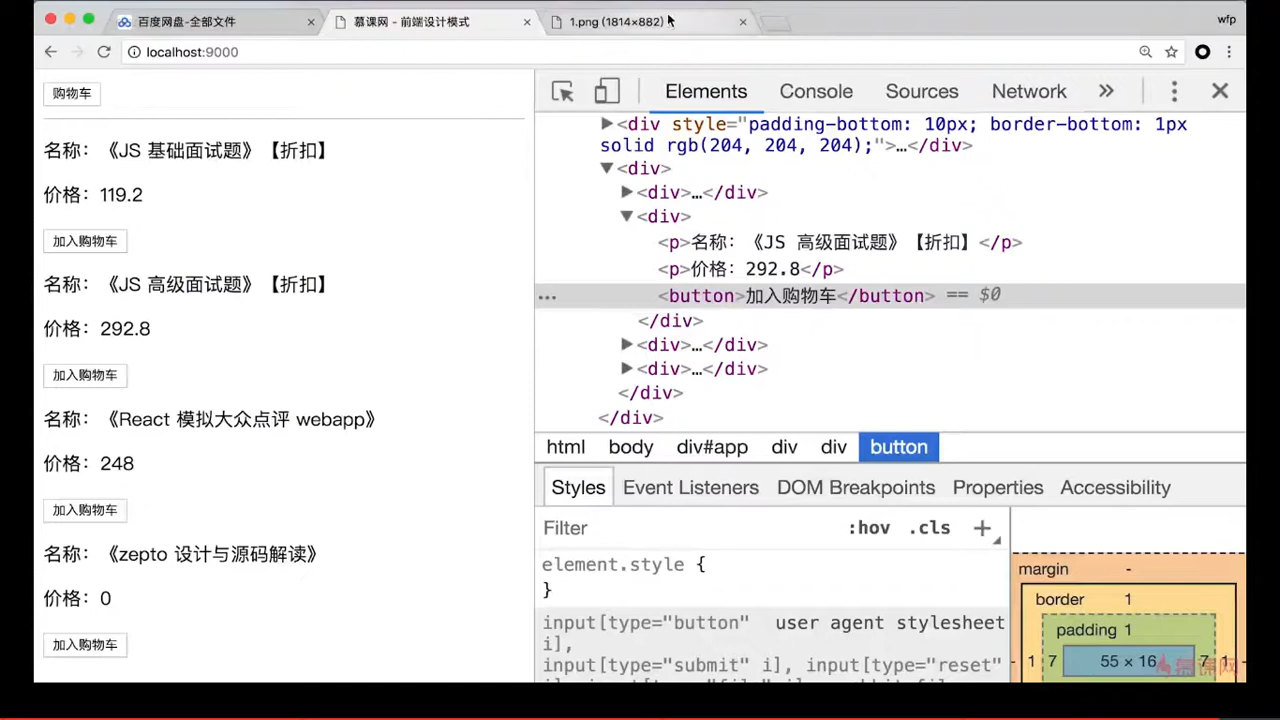 百度网盘-全部文件
慕课网 - 前端设计模式
1.png (1814×882)
wfp
localhost:9000
购物车
名称：《JS 基础面试题》【折扣】
价格：119.2
加入购物车
名称：《JS 高级面试题》【折扣】
价格：292.8
加入购物车
名称：《React 模拟大众点评 webapp》
价格：248
加入购物车
名称：《zepto 设计与源码解读》
价格：0
加入购物车
Elements Console Sources Network »
▶<div style="padding-bottom: 10px; border-bottom: 1px
solid rgb(204, 204, 204);">…</div>
▼<div>
▶<div>…</div>
▼<div>
<p>名称：《JS 高级面试题》【折扣】</p>
<p>价格：292.8</p>
… <button>加入购物车</button> == $0
</div>
▶<div>…</div>
▶<div>…</div>
</div>
</div>
html body div#app div div button
Styles Event Listeners DOM Breakpoints Properties Accessibility
Filter :hov .cls +
element.style {
}
input[type="button" user agent stylesheet
i],
input[type="submit" i], input[type="reset"
margin -
border 1
padding 1
- 1 7 55 × 16 7 1 -
慕课网